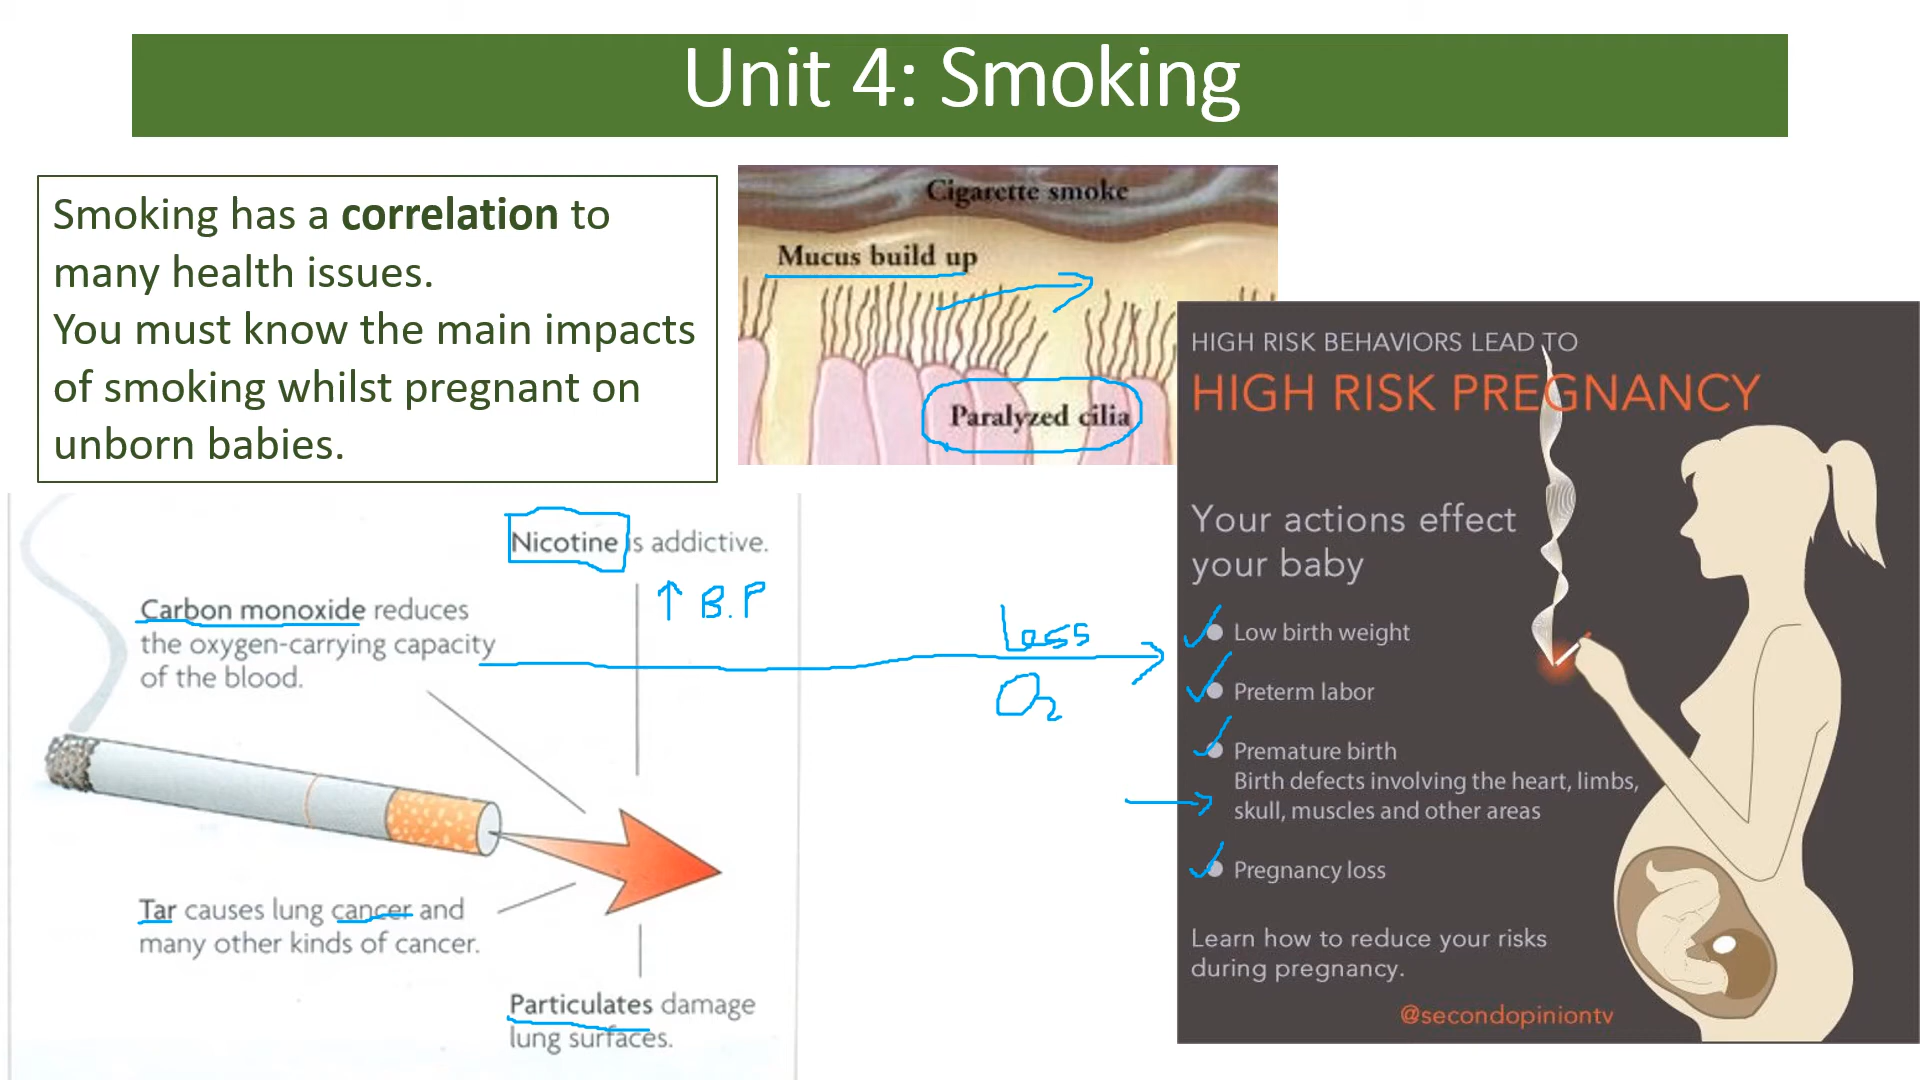 Unit 4: Smoking
Smoking has a correlation to
many health issues.
You must know the main impacts
of smoking whilst pregnant on
unborn babies.
Cigarette smoke
Mucus build up
Paralyzed cilia
Nicotine is addictive.
↑ B.P
Carbon monoxide reduces
the oxygen-carrying capacity
of the blood.
Less
O₂
Tar causes lung cancer and
many other kinds of cancer.
Particulates damage
lung surfaces.
HIGH RISK BEHAVIORS LEAD TO
HIGH RISK PREGNANCY
Your actions effect
your baby
Low birth weight
Preterm labor
Premature birth
Birth defects involving the heart, limbs,
skull, muscles and other areas
Pregnancy loss
Learn how to reduce your risks
during pregnancy.
@secondopiniontv